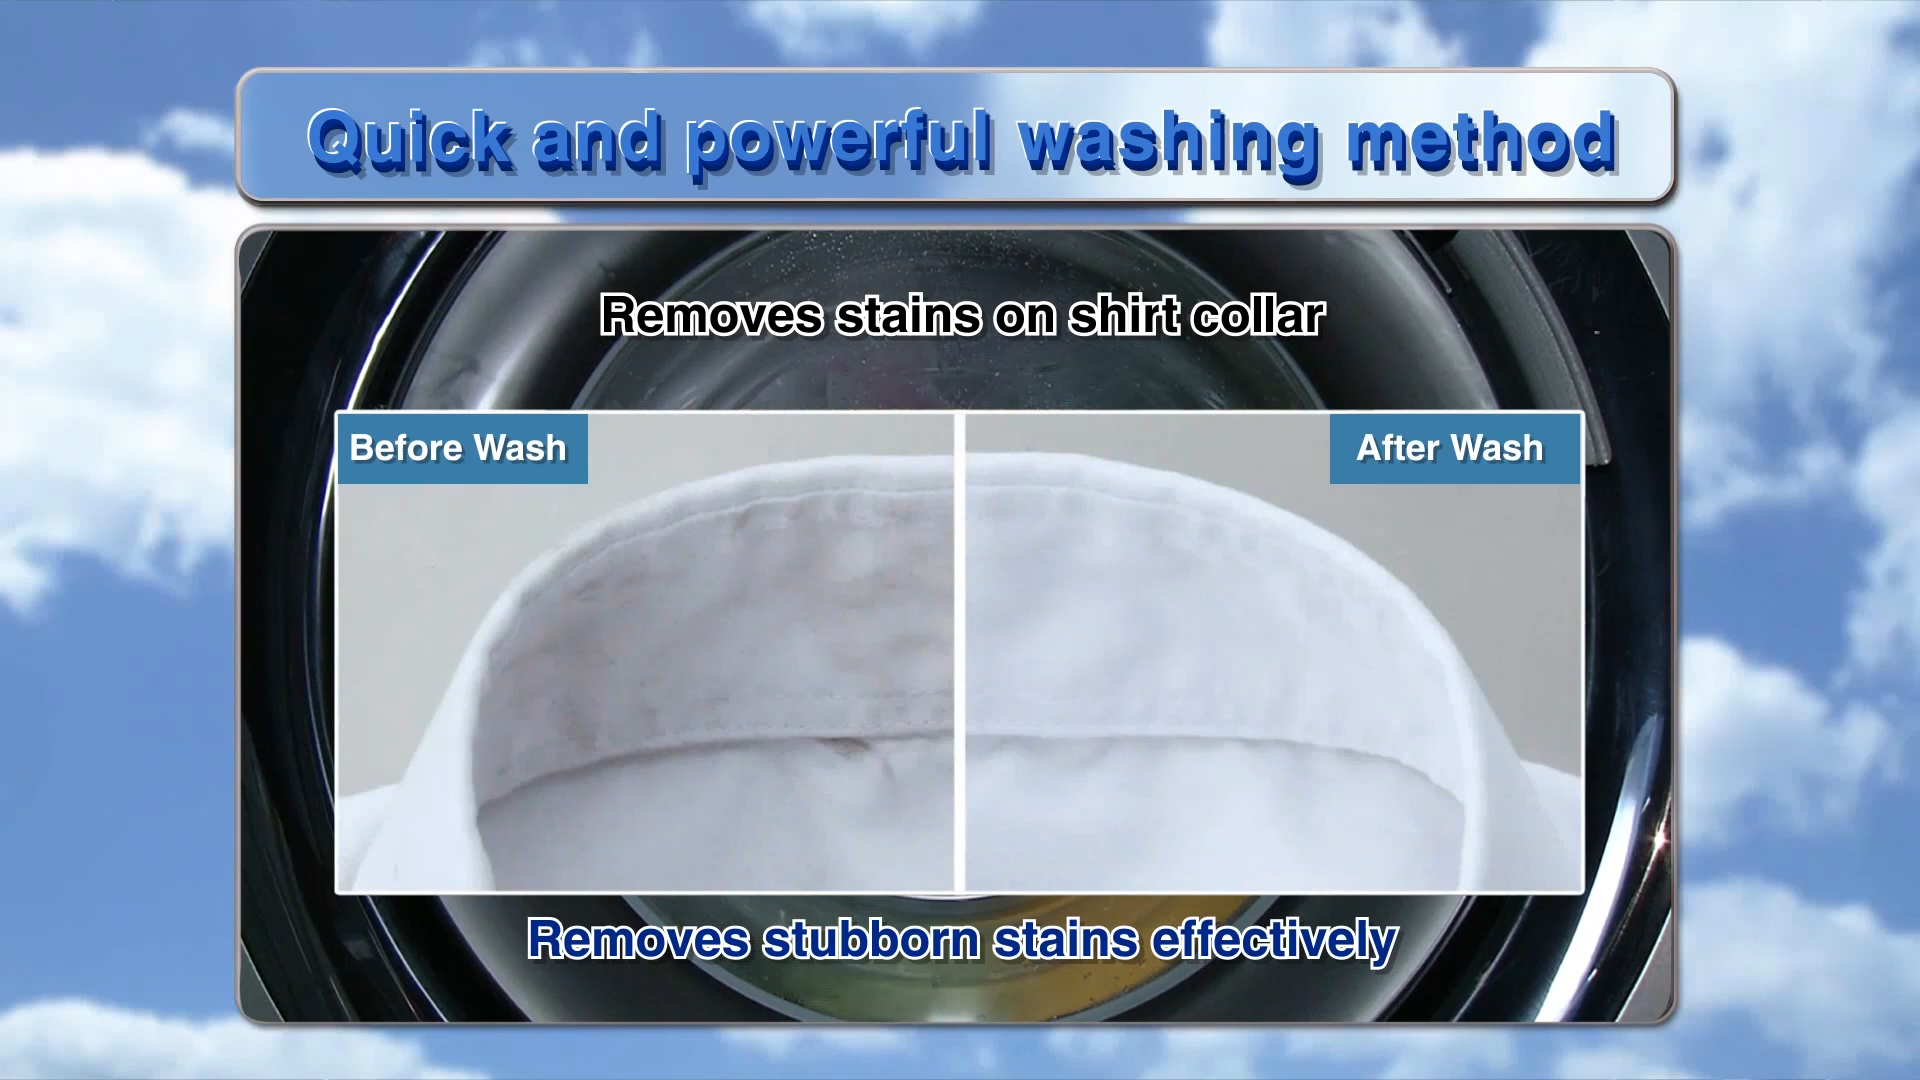 Quick and powerful washing method
Removes stains on shirt collar
Before Wash
After Wash
Removes stubborn stains effectively